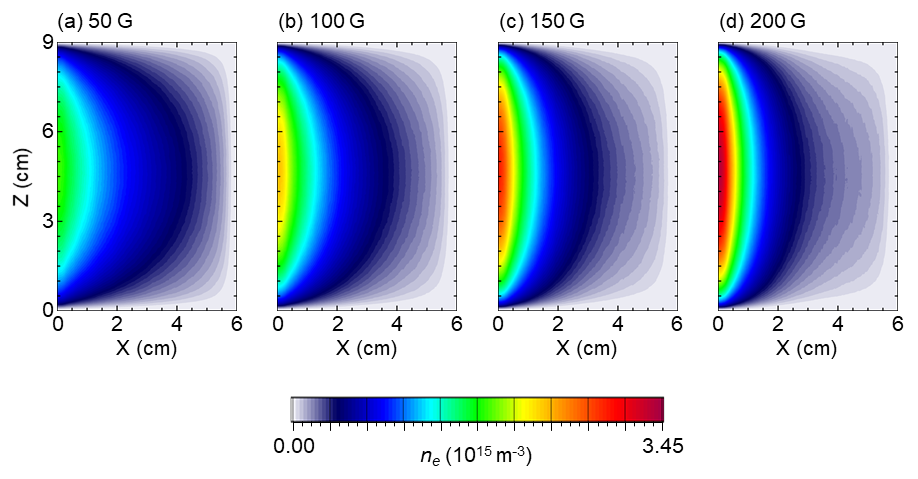 (a) 50 G (b) 100 G (c) 150 G (d) 200 G
9
6
3
0
Z (cm)
0 2 4 6 0 2 4 6 0 2 4 6 0 2 4 6
X (cm) X (cm) X (cm) X (cm)
0.00 3.45
nₑ (10¹⁵ m⁻³)